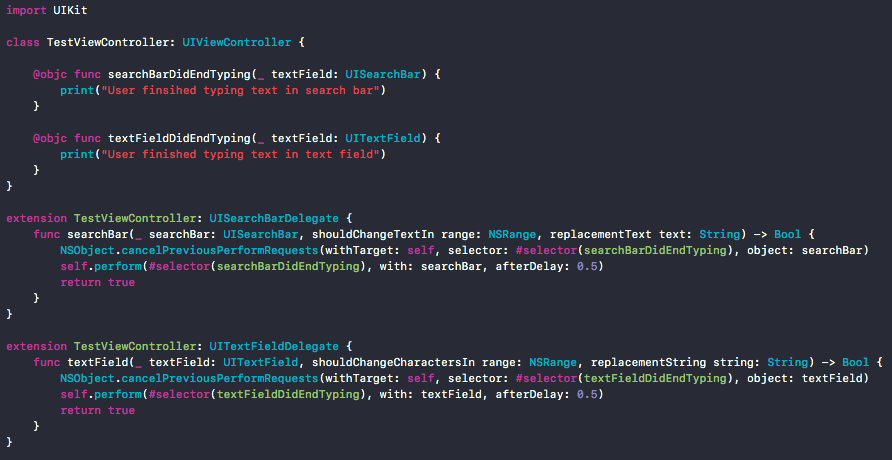 import UIKit

class TestViewController: UIViewController {

    @objc func searchBarDidEndTyping(_ textField: UISearchBar) {
        print("User finsihed typing text in search bar")
    }

    @objc func textFieldDidEndTyping(_ textField: UITextField) {
        print("User finished typing text in text field")
    }
}

extension TestViewController: UISearchBarDelegate {
    func searchBar(_ searchBar: UISearchBar, shouldChangeTextIn range: NSRange, replacementText text: String) -> Bool {
        NSObject.cancelPreviousPerformRequests(withTarget: self, selector: #selector(searchBarDidEndTyping), object: searchBar)
        self.perform(#selector(searchBarDidEndTyping), with: searchBar, afterDelay: 0.5)
        return true
    }
}

extension TestViewController: UITextFieldDelegate {
    func textField(_ textField: UITextField, shouldChangeCharactersIn range: NSRange, replacementString string: String) -> Bool {
        NSObject.cancelPreviousPerformRequests(withTarget: self, selector: #selector(textFieldDidEndTyping), object: textField)
        self.perform(#selector(textFieldDidEndTyping), with: textField, afterDelay: 0.5)
        return true
    }
}